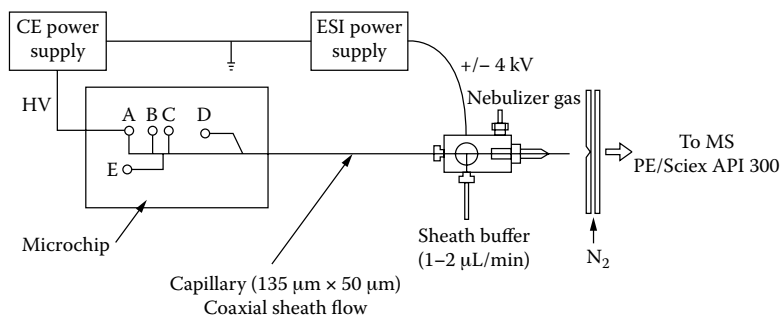 CE power
supply
ESI power
supply
+/– 4 kV
HV
A
B
C
D
E
Nebulizer gas
To MS
PE/Sciex API 300
Microchip
Sheath buffer
(1–2 μL/min)
N2
Capillary (135 μm × 50 μm)
Coaxial sheath flow